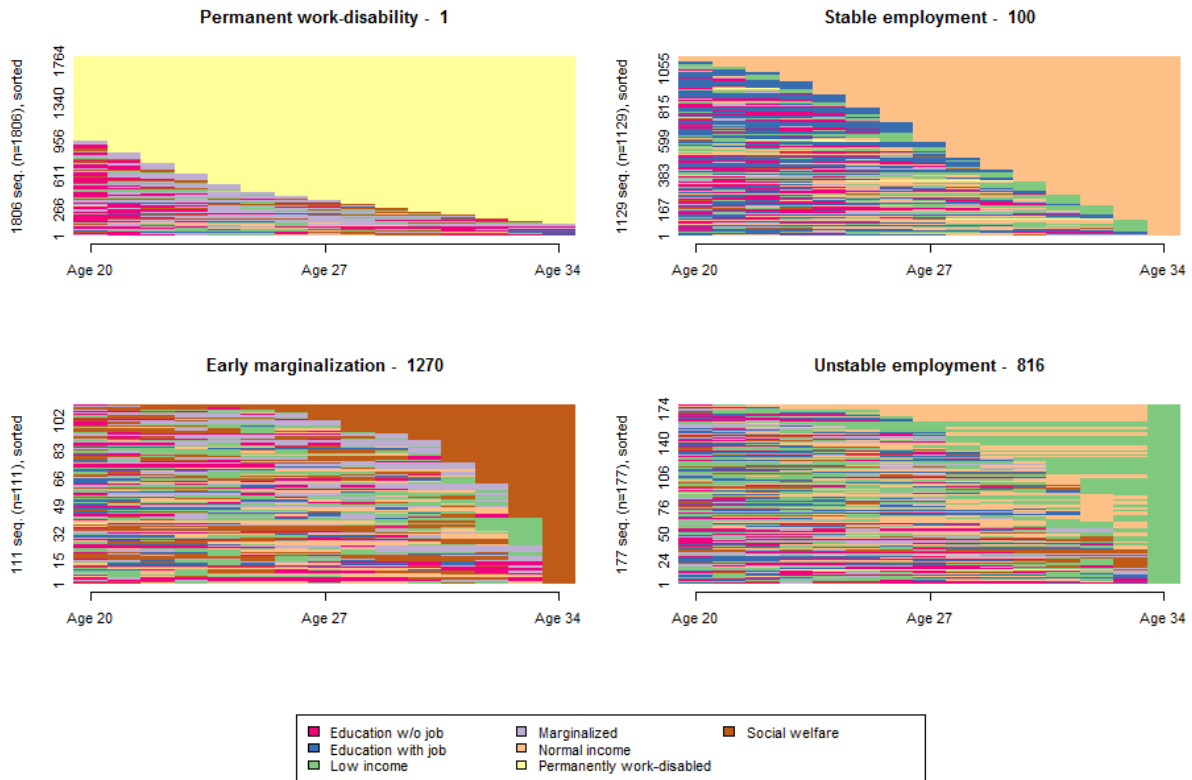 Permanent work-disability - 1
Stable employment - 100
1806 seq. (n=1806), sorted
1 286 611 956 1340 1764
1129 seq. (n=1129), sorted
1 167 383 599 815 1055
Age 20 Age 27 Age 34
Age 20 Age 27 Age 34
Early marginalization - 1270
Unstable employment - 816
111 seq. (n=111), sorted
1 15 32 49 66 83 102
177 seq. (n=177), sorted
1 24 50 76 106 140 174
Age 20 Age 27 Age 34
Age 20 Age 27 Age 34
Education w/o job
Education with job
Low income
Marginalized
Normal income
Permanently work-disabled
Social welfare